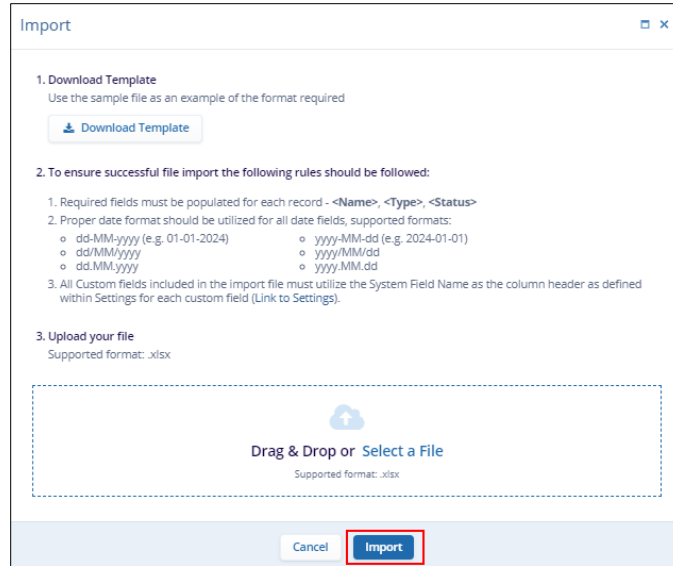 Import
1. Download Template
Use the sample file as an example of the format required
Download Template
2. To ensure successful file import the following rules should be followed:
1. Required fields must be populated for each record - <Name>, <Type>, <Status>
2. Proper date format should be utilized for all date fields, supported formats:
dd-MM-yyyy (e.g. 01-01-2024)
dd/MM/yyyy
dd.MM.yyyy
yyyy-MM-dd (e.g. 2024-01-01)
yyyy/MM/dd
yyyy.MM.dd
3. All Custom fields included in the import file must utilize the System Field Name as the column header as defined
within Settings for each custom field (Link to Settings).
3. Upload your file
Supported format: .xlsx
Drag & Drop or Select a File
Supported format: .xlsx
Cancel
Import